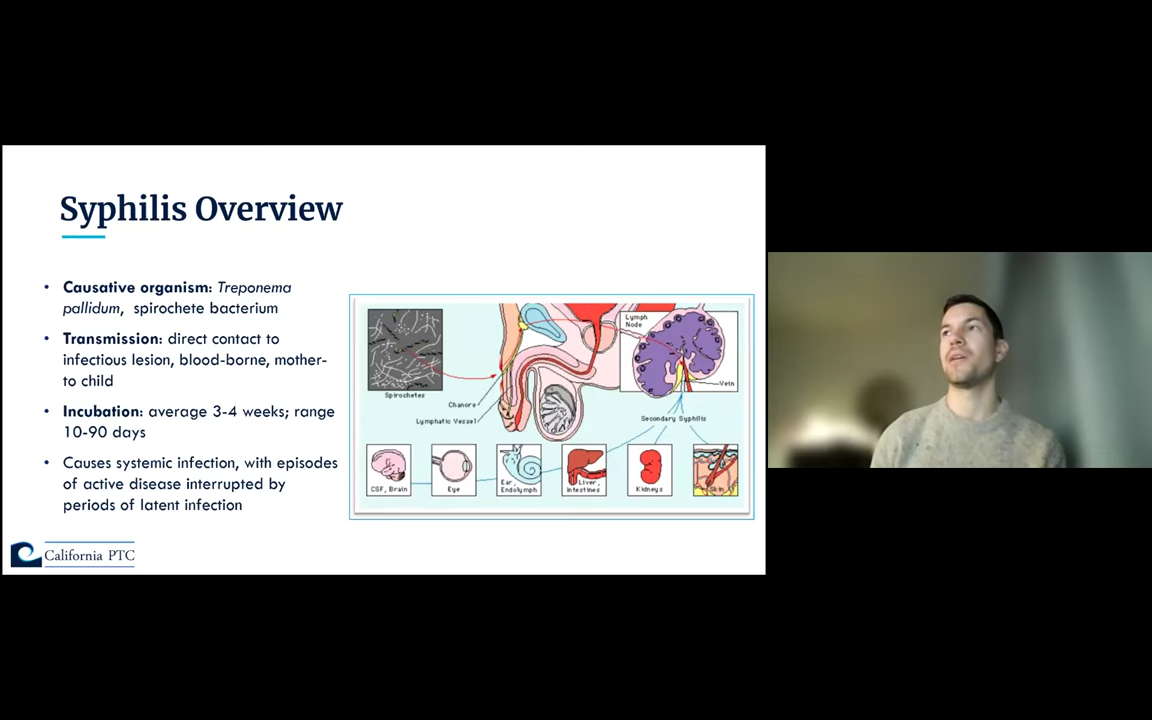 Syphilis Overview
• Causative organism: Treponema
pallidum, spirochete bacterium
• Transmission: direct contact to
infectious lesion, blood-borne, mother-
to child
• Incubation: average 3-4 weeks; range
10-90 days
• Causes systemic infection, with episodes
of active disease interrupted by
periods of latent infection
Spirochetes
Chancre
Lymphatic Vessel
Lymph
Node
Vein
Secondary Syphilis
CSF, Brain
Eye
Ear,
Endolymph
Liver,
Intestines
Kidneys
Skin
California PTC